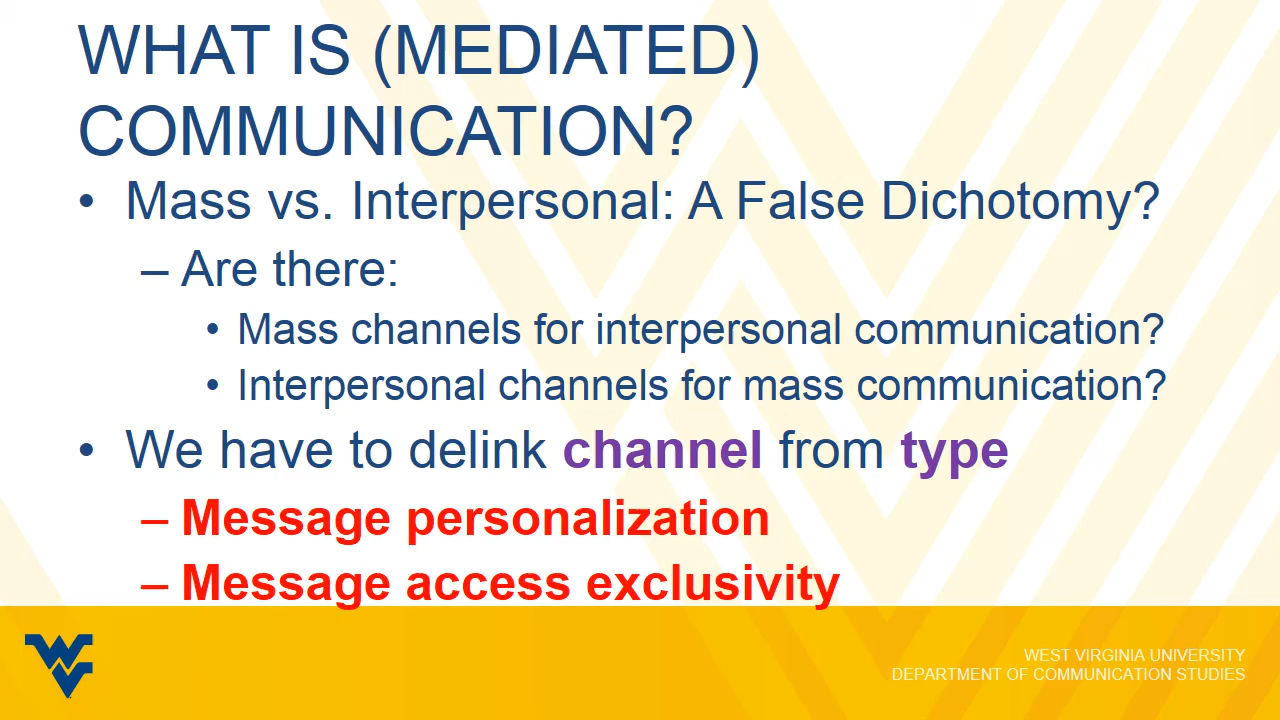 WHAT IS (MEDIATED)
COMMUNICATION?
• Mass vs. Interpersonal: A False Dichotomy?
– Are there:
• Mass channels for interpersonal communication?
• Interpersonal channels for mass communication?
• We have to delink channel from type
– Message personalization
– Message access exclusivity
WEST VIRGINIA UNIVERSITY
DEPARTMENT OF COMMUNICATION STUDIES